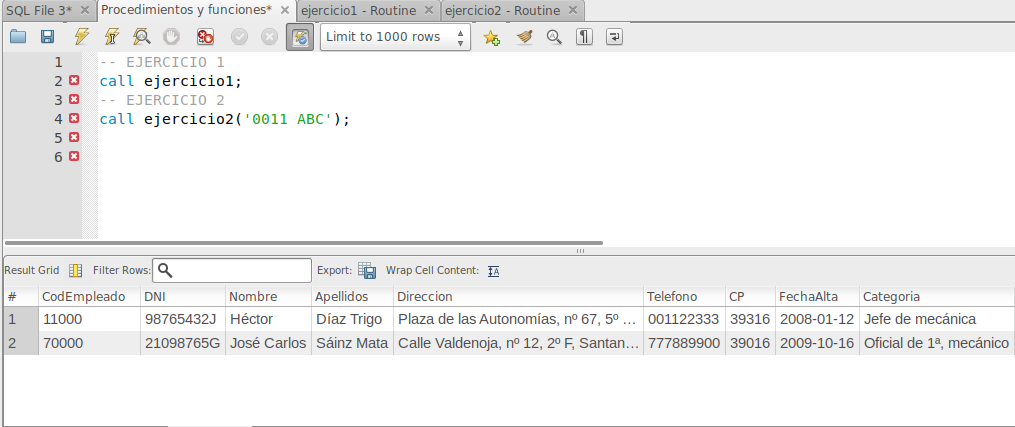 SQL File 3* Procedimientos y funciones* ejercicio1 - Routine ejercicio2 - Routine
Limit to 1000 rows
1 -- EJERCICIO 1
2 call ejercicio1;
3 -- EJERCICIO 2
4 call ejercicio2('0011 ABC');
5
6
Result Grid Filter Rows: Export: Wrap Cell Content:
# CodEmpleado DNI Nombre Apellidos Direccion Telefono CP FechaAlta Categoria
1 11000 98765432J Héctor Díaz Trigo Plaza de las Autonomías, nº 67, 5º ... 001122333 39316 2008-01-12 Jefe de mecánica
2 70000 21098765G José Carlos Sáinz Mata Calle Valdenoja, nº 12, 2º F, Santan... 777889900 39016 2009-10-16 Oficial de 1ª, mecánico